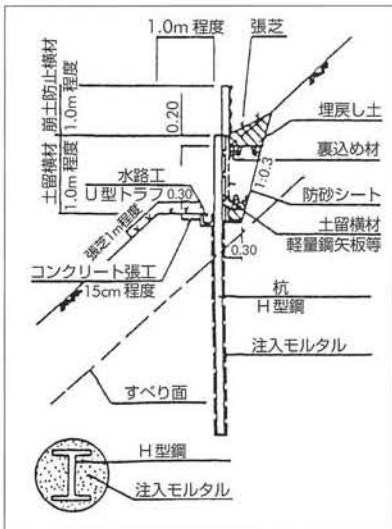 1.0m 程度
張芝
崩土防止横材
1.0m 程度
0.20
土留横材
1.0m 程度
埋戻し土
裏込め材
1:0.3
水路工
U型トラフ
0.30
防砂シート
張芝1m程度
土留横材
軽量鋼矢板等
0.30
コンクリート張工
15cm 程度
杭
H型鋼
注入モルタル
すべり面
H型鋼
注入モルタル